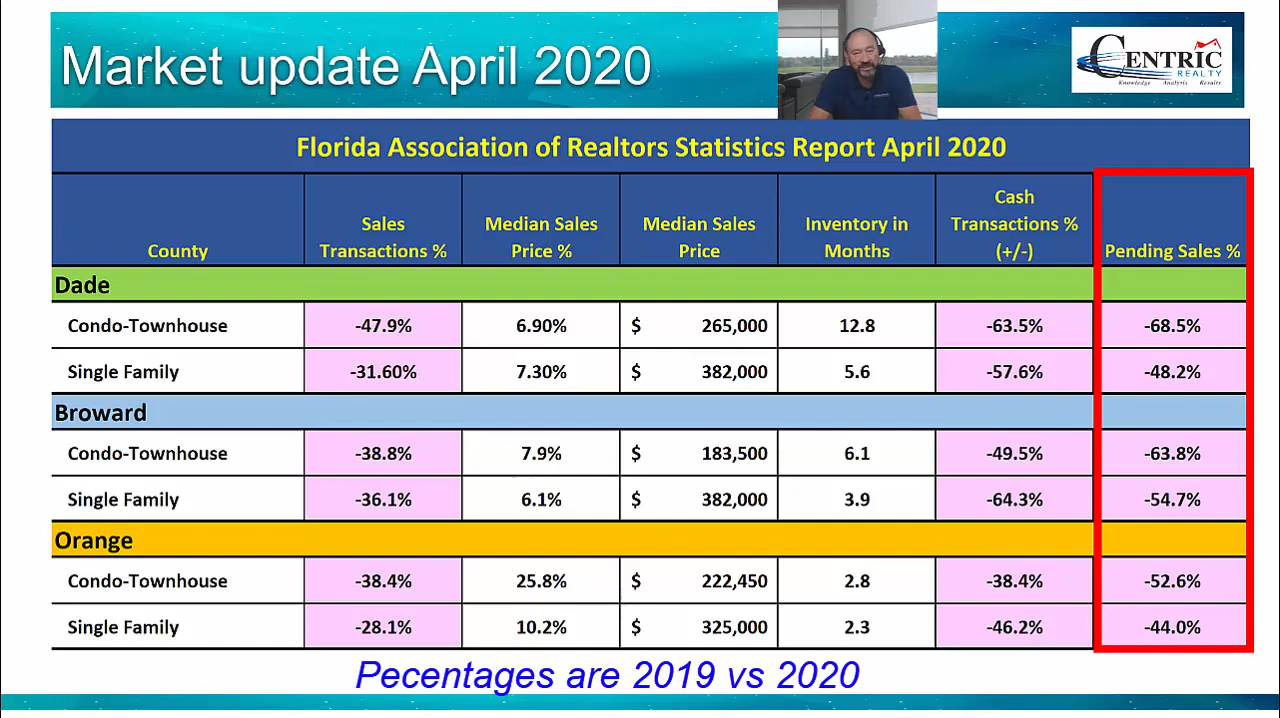 Market update April 2020
CENTRIC
REALTY
Knowledge Analysis Results
Florida Association of Realtors Statistics Report April 2020
County
Sales
Transactions %
Median Sales
Price %
Median Sales
Price
Inventory in
Months
Cash
Transactions %
(+/-)
Pending Sales %
Dade
Condo-Townhouse -47.9% 6.90% $ 265,000 12.8 -63.5% -68.5%
Single Family -31.60% 7.30% $ 382,000 5.6 -57.6% -48.2%
Broward
Condo-Townhouse -38.8% 7.9% $ 183,500 6.1 -49.5% -63.8%
Single Family -36.1% 6.1% $ 382,000 3.9 -64.3% -54.7%
Orange
Condo-Townhouse -38.4% 25.8% $ 222,450 2.8 -38.4% -52.6%
Single Family -28.1% 10.2% $ 325,000 2.3 -46.2% -44.0%
Pecentages are 2019 vs 2020